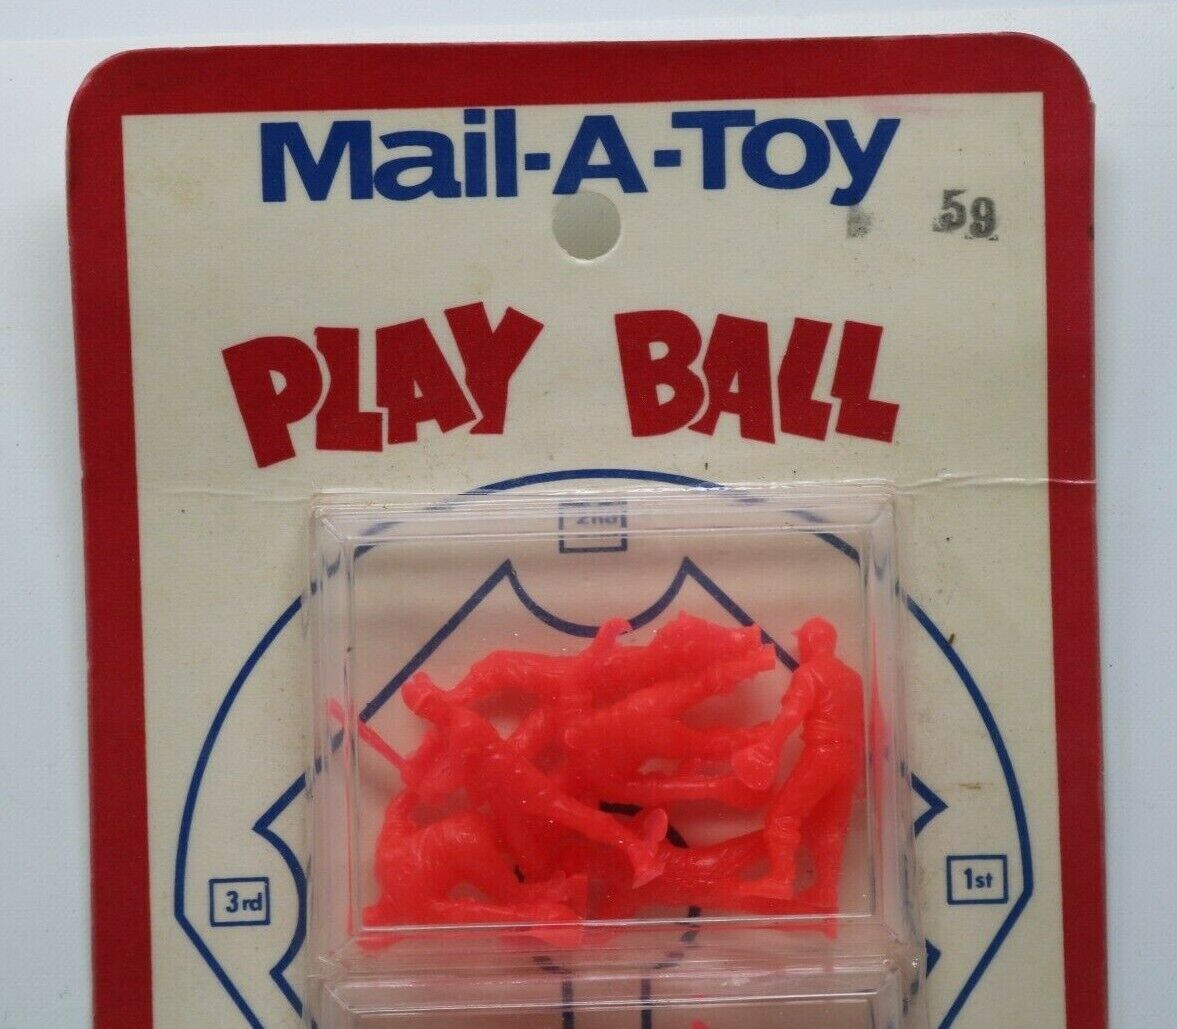 Mail-A-Toy
59
PLAY BALL
2nd
3rd
1st